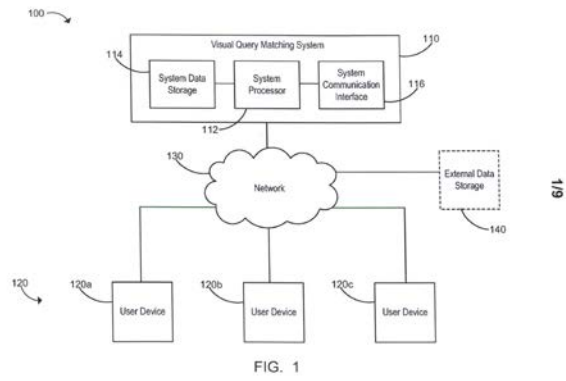 100
Visual Query Matching System
110
114
System Data
Storage
System
Processor
System
Communication
Interface
116
112
130
Network
External Data
Storage
140
1/9
120
120a
User Device
120b
User Device
120c
User Device
FIG. 1